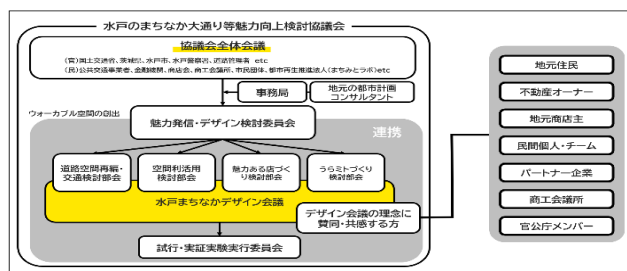 水戸のまちなか大通り等魅力向上検討協議会
協議会全体会議
(官)国土交通省、茨城県、水戸市、水戸警察署、道路管理者 etc
(民)公共交通事業者、金融機関、商店会、商工会議所、市民団体、都市再生推進法人(まちみとラボ)etc
事務局
地元の都市計画
コンサルタント
ウォーカブル空間の創出
魅力発信・デザイン検討委員会
連携
道路空間再編・
交通検討部会
空間利活用
検討部会
魅力ある店づく
り検討部会
うらミトづくり
検討部会
水戸まちなかデザイン会議
デザイン会議の理念に
賛同・共感する方
試行・実証実験実行委員会
地元住民
不動産オーナー
地元商店主
民間個人・チーム
パートナー企業
商工会議所
官公庁メンバー